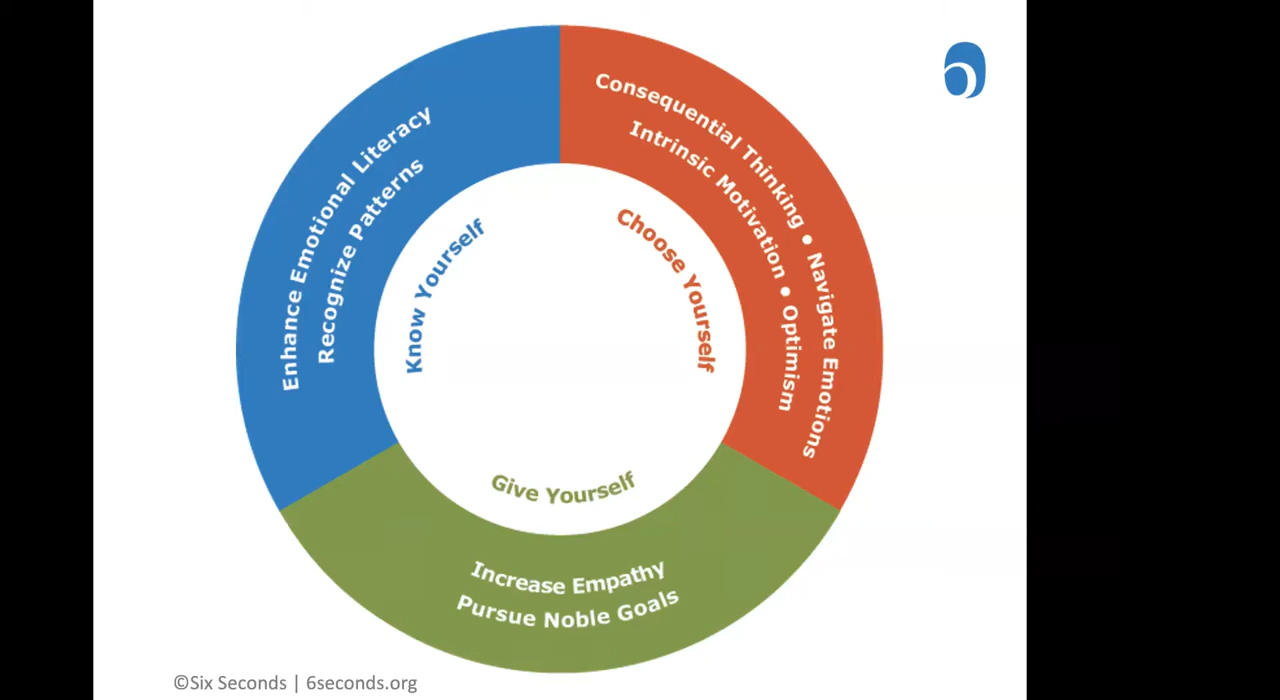 Enhance Emotional Literacy
Recognize Patterns
Know Yourself
Consequential Thinking • Navigate Emotions
Intrinsic Motivation • Optimism
Choose Yourself
Give Yourself
Increase Empathy
Pursue Noble Goals
6
©Six Seconds | 6seconds.org